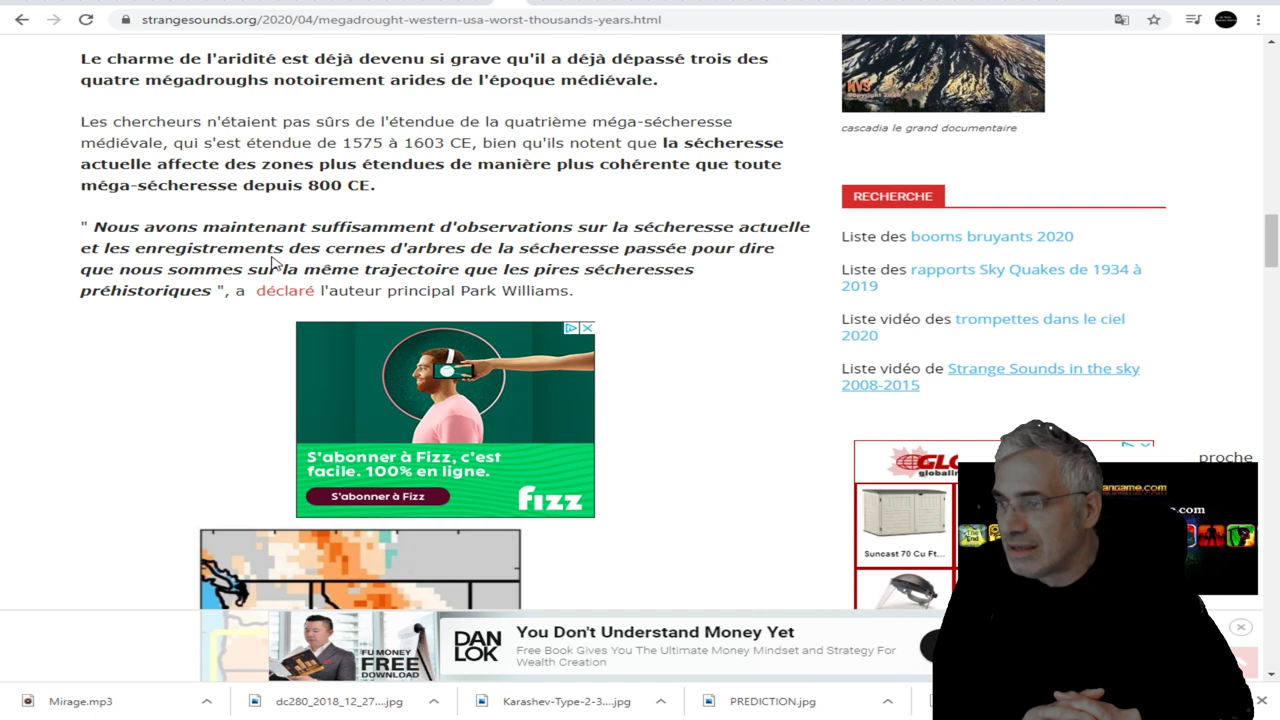 strangesounds.org/2020/04/megadrought-western-usa-worst-thousands-years.html
Le charme de l'aridité est déjà devenu si grave qu'il a déjà dépassé trois des
quatre mégadroughs notoirement arides de l'époque médiévale.
Les chercheurs n'étaient pas sûrs de l'étendue de la quatrième méga-sécheresse
médiévale, qui s'est étendue de 1575 à 1603 CE, bien qu'ils notent que la sécheresse
actuelle affecte des zones plus étendues de manière plus cohérente que toute
méga-sécheresse depuis 800 CE.
" Nous avons maintenant suffisamment d'observations sur la sécheresse actuelle
et les enregistrements des cernes d'arbres de la sécheresse passée pour dire
que nous sommes sur la même trajectoire que les pires sécheresses
préhistoriques ", a déclaré l'auteur principal Park Williams.
S'abonner à Fizz, c'est
facile. 100% en ligne.
S'abonner à Fizz
fizz
cascadia le grand documentaire
RECHERCHE
Liste des booms bruyants 2020
Liste des rapports Sky Quakes de 1934 à
2019
Liste vidéo des trompettes dans le ciel
2020
Liste vidéo de Strange Sounds in the sky
2008-2015
proche
Suncast 70 Cu Ft...
FU MONEY
FREE
DOWNLOAD
DAN
LOK
You Don't Understand Money Yet
Free Book Gives You The Ultimate Money Mindset and Strategy For
Wealth Creation
Mirage.mp3
dc280_2018_12_27....jpg
Karashev-Type-2-3....jpg
PREDICTION.jpg